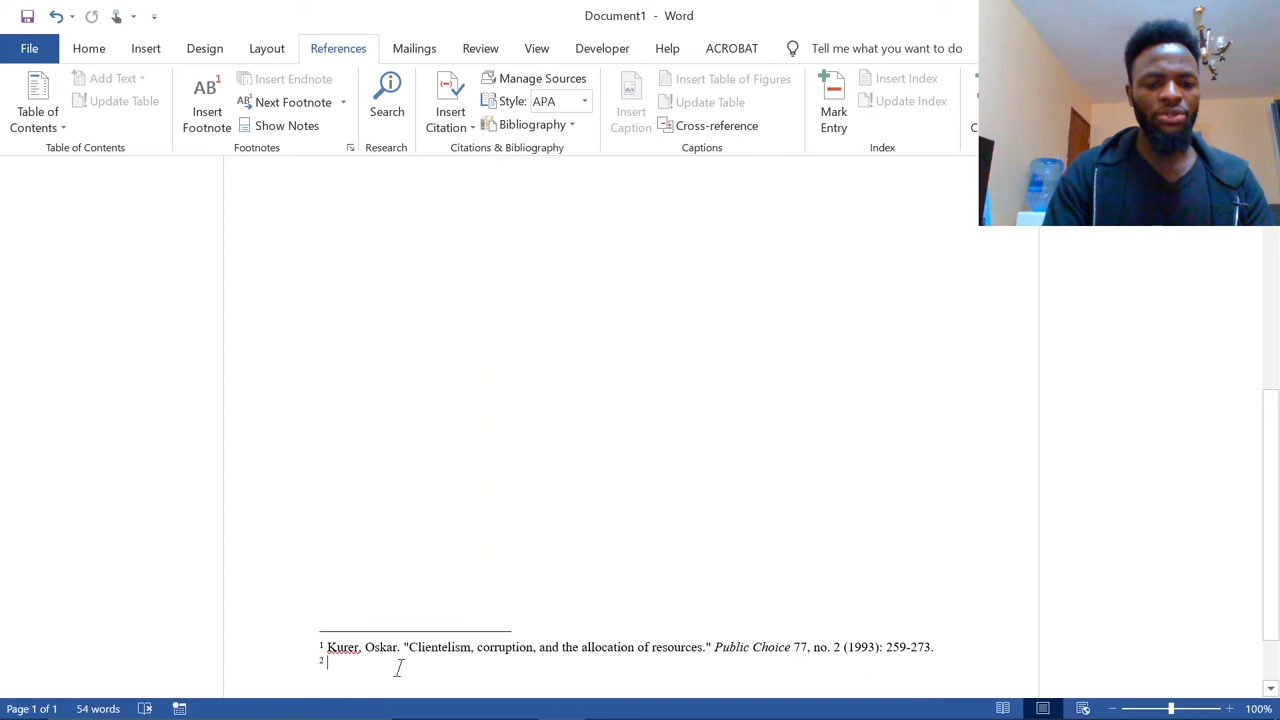 Document1 - Word
File Home Insert Design Layout References Mailings Review View Developer Help ACROBAT Tell me what you want to do
Table of Contents
Add Text
Update Table
Table of Contents
AB1
Insert Footnote
Insert Endnote
Next Footnote
Show Notes
Footnotes
Search
Research
Insert Citation
Manage Sources
Style: APA
Bibliography
Citations & Bibliography
Insert Caption
Insert Table of Figures
Update Table
Cross-reference
Captions
Mark Entry
Insert Index
Update Index
Index
1 Kurer, Oskar. "Clientelism, corruption, and the allocation of resources." Public Choice 77, no. 2 (1993): 259-273.
2
Page 1 of 1 54 words 100%